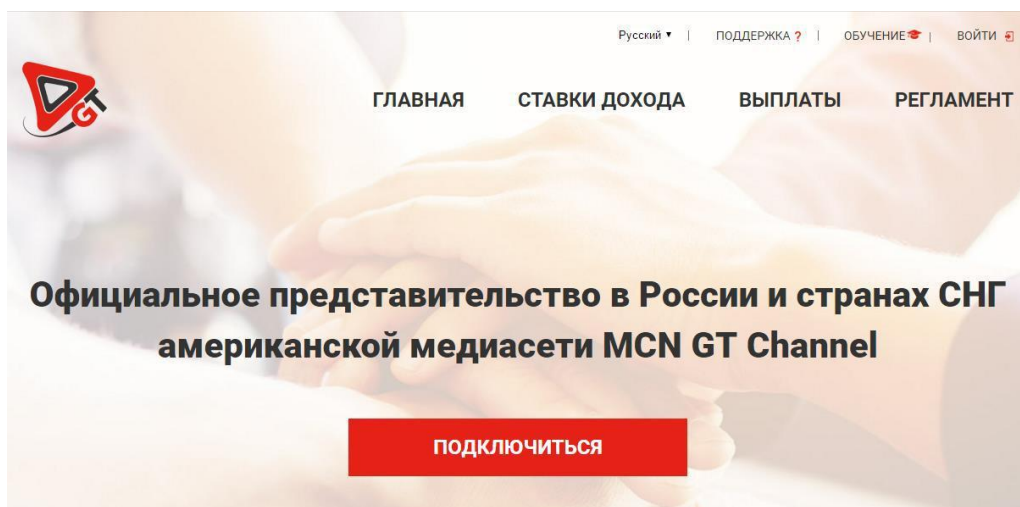 Русский ▾ | ПОДДЕРЖКА ? | ОБУЧЕНИЕ | ВОЙТИ
GT
ГЛАВНАЯ СТАВКИ ДОХОДА ВЫПЛАТЫ РЕГЛАМЕНТ
Официальное представительство в России и странах СНГ
американской медиасети MCN GT Channel
ПОДКЛЮЧИТЬСЯ